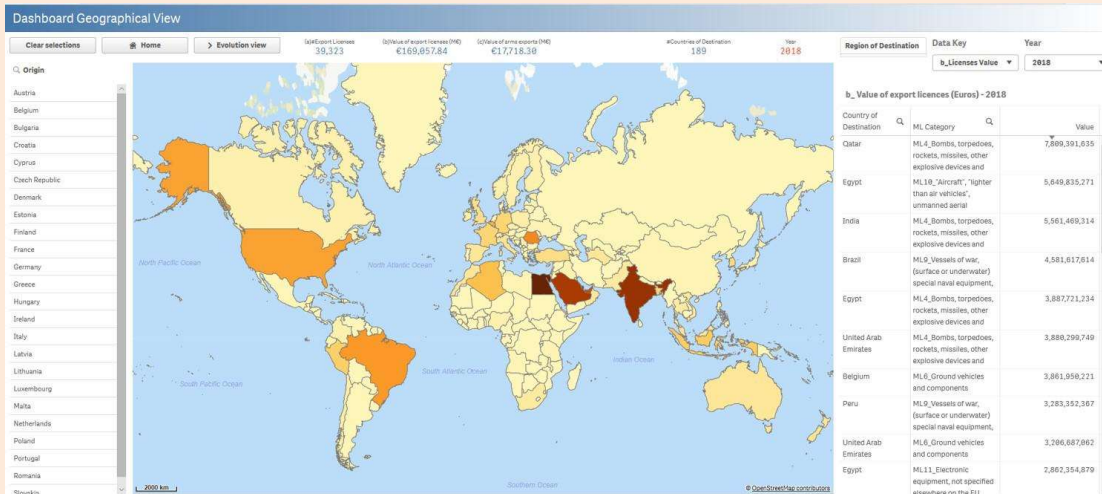 Dashboard Geographical View
Clear selections
Home
Evolution view
(a)#Export Licenses
39,323
(b)Value of export licenses (M€)
€169,057.84
(c)Value of arms exports (M€)
€17,718.30
#Countries of Destination
189
Year
2018
Region of Destination
Data Key
b_Licenses Value
Year
2018
Origin
Austria
Belgium
Bulgaria
Croatia
Cyprus
Czech Republic
Denmark
Estonia
Finland
France
Germany
Greece
Hungary
Ireland
Italy
Latvia
Lithuania
Luxembourg
Malta
Netherlands
Poland
Portugal
Romania
Slovakia
North Pacific Ocean
North Atlantic Ocean
South Pacific Ocean
South Atlantic Ocean
Indian Ocean
Southern Ocean
2000 km
© OpenStreetMap contributors
b_ Value of export licences (Euros) - 2018
Country of
Destination
ML Category
Value
Qatar
ML4_Bombs, torpedoes,
rockets, missiles, other
explosive devices and
7,809,391,635
Egypt
ML10_"Aircraft", "lighter
than air vehicles",
unmanned aerial
5,649,835,271
India
ML4_Bombs, torpedoes,
rockets, missiles, other
explosive devices and
5,561,469,314
Brazil
ML9_Vessels of war,
(surface or underwater)
special naval equipment,
4,581,617,614
Egypt
ML4_Bombs, torpedoes,
rockets, missiles, other
explosive devices and
3,887,721,234
United Arab
Emirates
ML4_Bombs, torpedoes,
rockets, missiles, other
explosive devices and
3,880,299,749
Belgium
ML6_Ground vehicles
and components
3,861,950,221
Peru
ML9_Vessels of war,
(surface or underwater)
special naval equipment,
3,283,352,367
United Arab
Emirates
ML6_Ground vehicles
and components
3,206,687,062
Egypt
ML11_Electronic
equipment, not specified
elsewhere on the EU
2,862,354,879